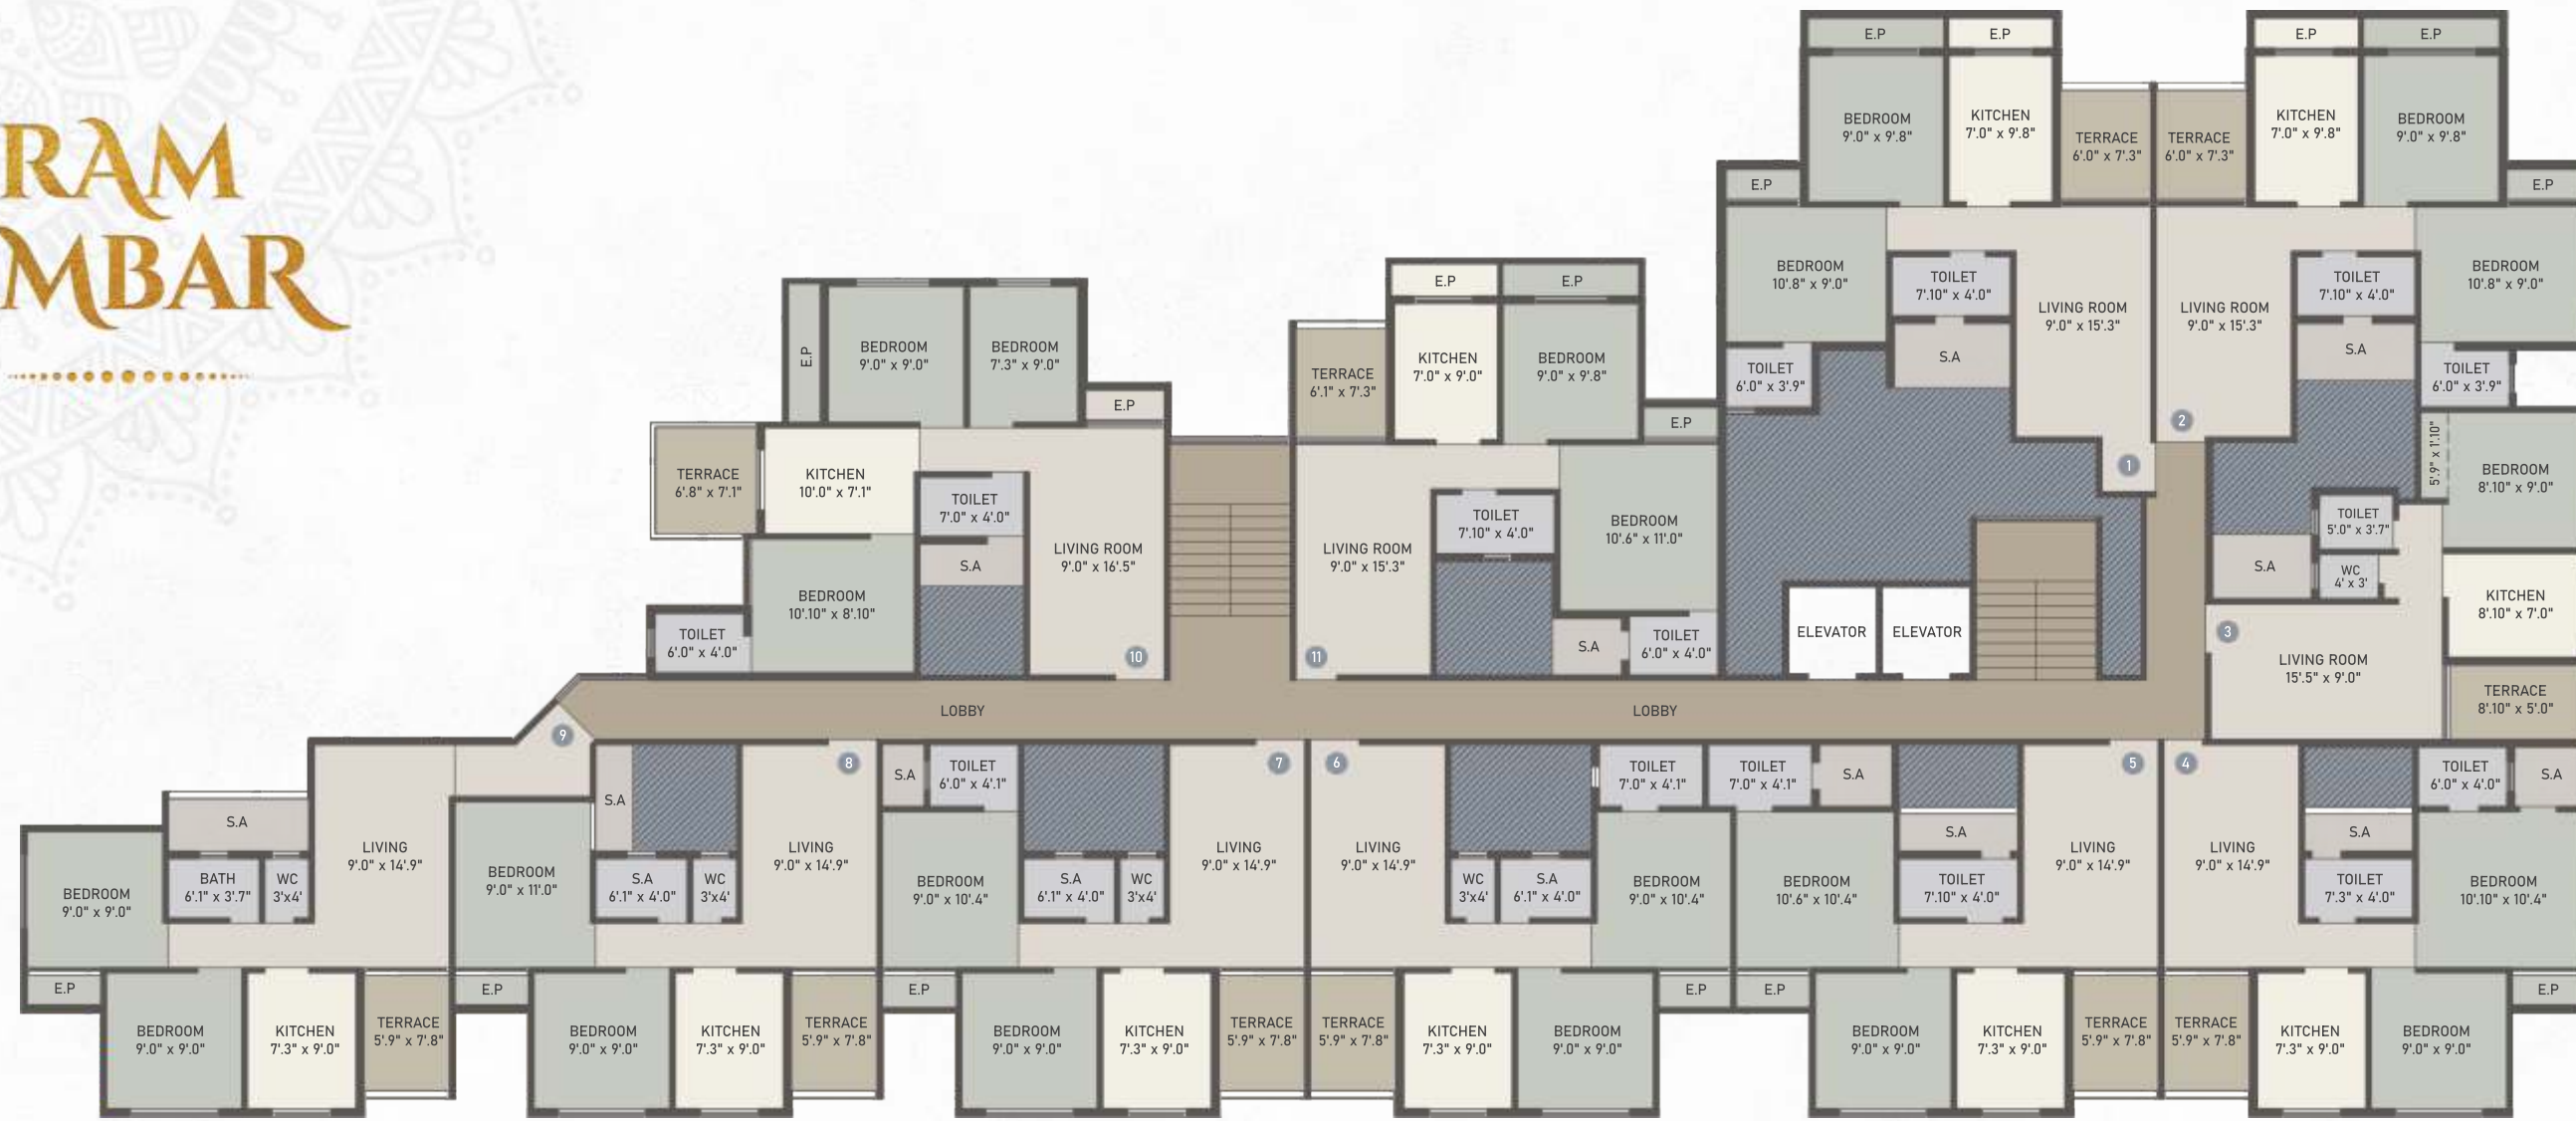 RAM
MBAR
E.P
E.P
E.P
E.P
BEDROOM
9'.0" x 9'.8"
KITCHEN
7'.0" x 9'.8"
TERRACE
6'.0" x 7'.3"
TERRACE
6'.0" x 7'.3"
KITCHEN
7'.0" x 9'.8"
BEDROOM
9'.0" x 9'.8"
E.P
E.P
BEDROOM
10'.8" x 9'.0"
TOILET
7'.10" x 4'.0"
LIVING ROOM
9'.0" x 15'.3"
LIVING ROOM
9'.0" x 15'.3"
TOILET
7'.10" x 4'.0"
BEDROOM
10'.8" x 9'.0"
S.A
S.A
TOILET
6'.0" x 3'.9"
TOILET
6'.0" x 3'.9"
1
2
5'.9" x 1'.10"
BEDROOM
8'.10" x 9'.0"
TOILET
5'.0" x 3'.7"
S.A
WC
4' x 3'
KITCHEN
8'.10" x 7'.0"
3
LIVING ROOM
15'.5" x 9'.0"
TERRACE
8'.10" x 5'.0"
ELEVATOR
ELEVATOR
E.P
BEDROOM
9'.0" x 9'.0"
BEDROOM
7'.3" x 9'.0"
E.P
TERRACE
6'.8" x 7'.1"
KITCHEN
10'.0" x 7'.1"
TOILET
7'.0" x 4'.0"
S.A
LIVING ROOM
9'.0" x 16'.5"
BEDROOM
10'.10" x 8'.10"
TOILET
6'.0" x 4'.0"
10
E.P
E.P
TERRACE
6'.1" x 7'.3"
KITCHEN
7'.0" x 9'.0"
BEDROOM
9'.0" x 9'.8"
E.P
LIVING ROOM
9'.0" x 15'.3"
TOILET
7'.10" x 4'.0"
BEDROOM
10'.6" x 11'.0"
S.A
TOILET
6'.0" x 4'.0"
11
LOBBY
LOBBY
9
8
7
6
5
4
S.A
BEDROOM
9'.0" x 9'.0"
BATH
6'.1" x 3'.7"
WC
3'x4'
LIVING
9'.0" x 14'.9"
E.P
BEDROOM
9'.0" x 9'.0"
KITCHEN
7'.3" x 9'.0"
TERRACE
5'.9" x 7'.8"
BEDROOM
9'.0" x 11'.0"
S.A
S.A
6'.1" x 4'.0"
WC
3'x4'
LIVING
9'.0" x 14'.9"
E.P
BEDROOM
9'.0" x 9'.0"
KITCHEN
7'.3" x 9'.0"
TERRACE
5'.9" x 7'.8"
S.A
TOILET
6'.0" x 4'.1"
BEDROOM
9'.0" x 10'.4"
S.A
6'.1" x 4'.0"
WC
3'x4'
LIVING
9'.0" x 14'.9"
E.P
BEDROOM
9'.0" x 9'.0"
KITCHEN
7'.3" x 9'.0"
TERRACE
5'.9" x 7'.8"
LIVING
9'.0" x 14'.9"
WC
3'x4'
S.A
6'.1" x 4'.0"
TOILET
7'.0" x 4'.1"
BEDROOM
9'.0" x 10'.4"
TERRACE
5'.9" x 7'.8"
KITCHEN
7'.3" x 9'.0"
BEDROOM
9'.0" x 9'.0"
E.P
TOILET
7'.0" x 4'.1"
S.A
BEDROOM
10'.6" x 10'.4"
S.A
TOILET
7'.10" x 4'.0"
LIVING
9'.0" x 14'.9"
E.P
BEDROOM
9'.0" x 9'.0"
KITCHEN
7'.3" x 9'.0"
TERRACE
5'.9" x 7'.8"
LIVING
9'.0" x 14'.9"
S.A
TOILET
7'.3" x 4'.0"
TOILET
6'.0" x 4'.0"
S.A
BEDROOM
10'.10" x 10'.4"
TERRACE
5'.9" x 7'.8"
KITCHEN
7'.3" x 9'.0"
BEDROOM
9'.0" x 9'.0"
E.P